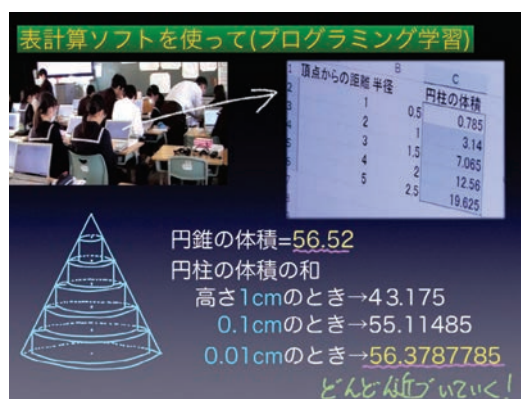 表計算ソフトを使って(プログラミング学習)
B
C
頂点からの距離 半径
円柱の体積
1 0.5 0.785
2 1 3.14
3 1.5 7.065
4 2 12.56
5 2.5 19.625
円錐の体積=56.52
円柱の体積の和
高さ1cmのとき→43.175
0.1cmのとき→55.11485
0.01cmのとき→56.3787785
どんどん近づいていく!